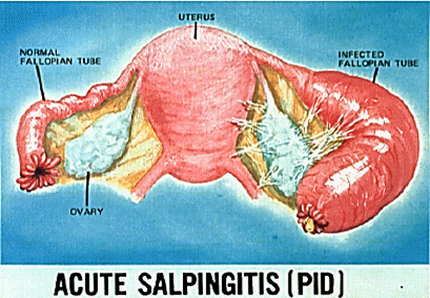 UTERUS
NORMAL
FALLOPIAN TUBE
INFECTED
FALLOPIAN TUBE
OVARY
ACUTE SALPINGITIS (PID)